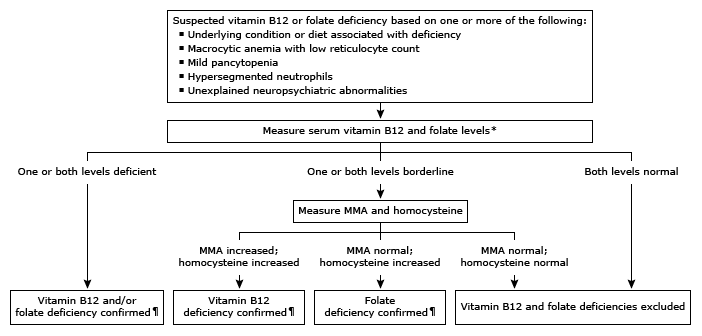 Suspected vitamin B12 or folate deficiency based on one or more of the following:
▪ Underlying condition or diet associated with deficiency
▪ Macrocytic anemia with low reticulocyte count
▪ Mild pancytopenia
▪ Hypersegmented neutrophils
▪ Unexplained neuropsychiatric abnormalities
Measure serum vitamin B12 and folate levels*
One or both levels deficient
One or both levels borderline
Both levels normal
Measure MMA and homocysteine
MMA increased;
homocysteine increased
MMA normal;
homocysteine increased
MMA normal;
homocysteine normal
Vitamin B12 and/or
folate deficiency confirmed¶
Vitamin B12
deficiency confirmed¶
Folate
deficiency confirmed¶
Vitamin B12 and folate deficiencies excluded